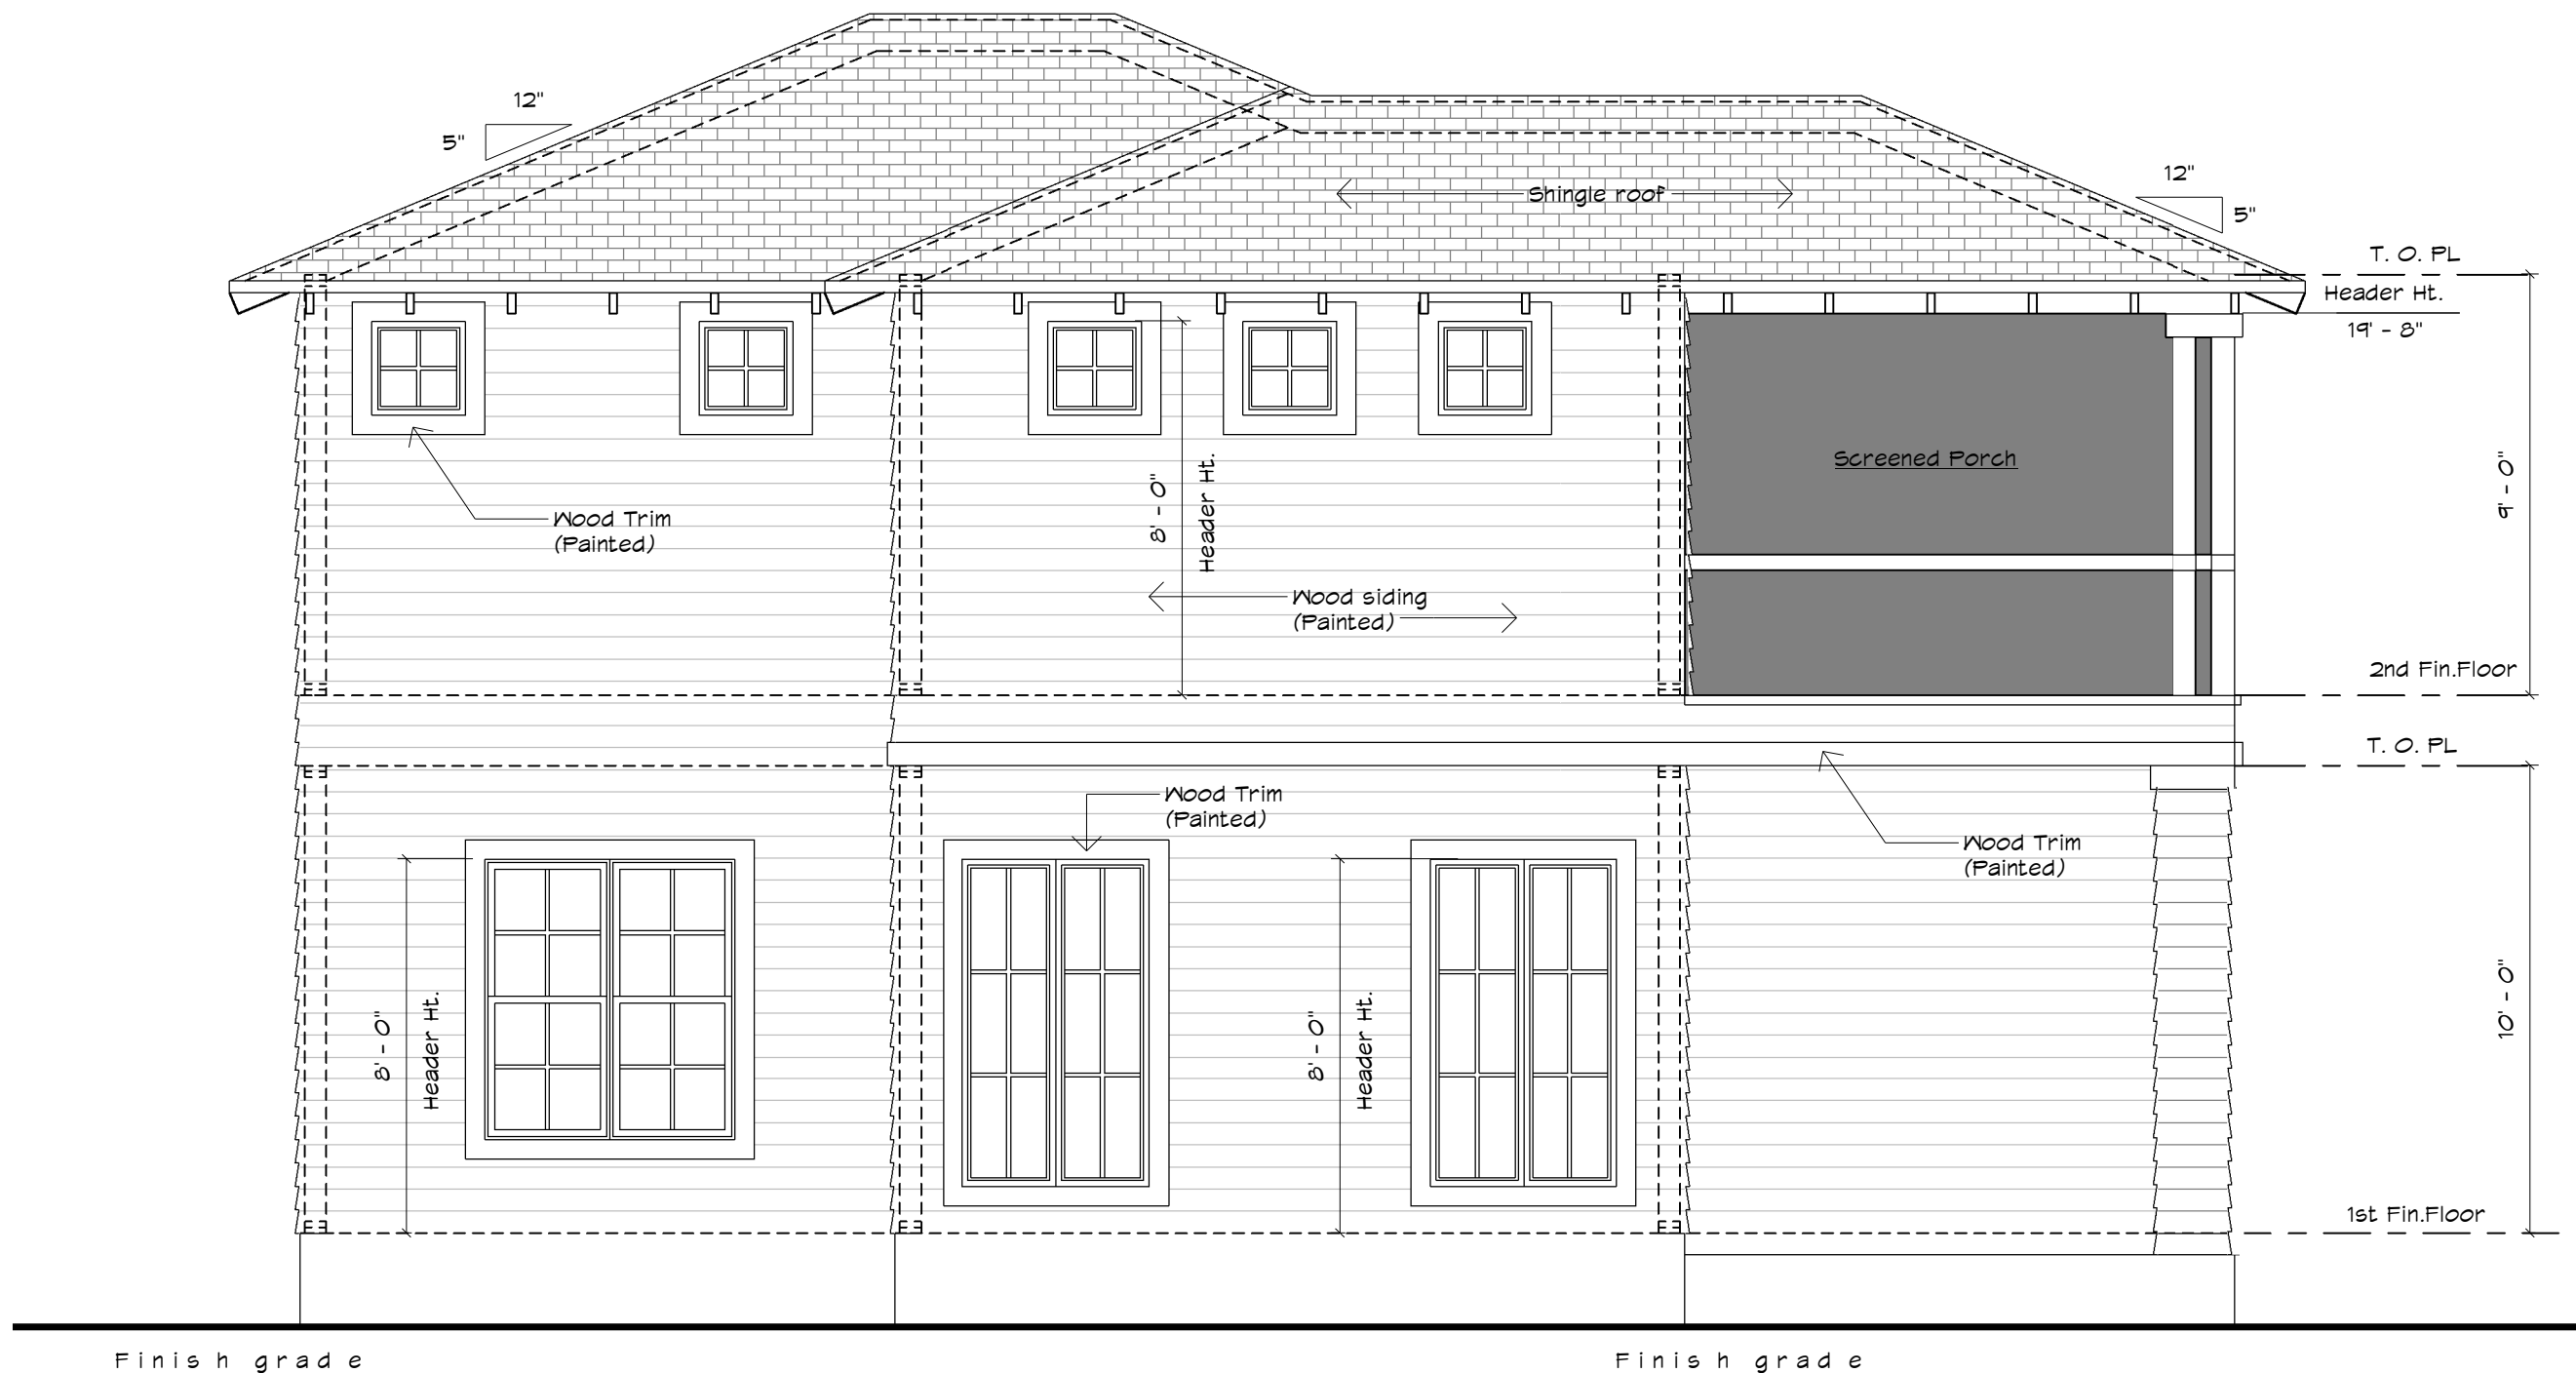 12"
5"
Shingle roof
12"
5"
T. O. PL
Header Ht.
19' - 8"
Screened Porch
9' - 0"
Wood Trim
(Painted)
8' - 0"
Header Ht.
Wood siding
(Painted)
2nd Fin.Floor
T. O. PL
Wood Trim
(Painted)
Wood Trim
(Painted)
8' - 0"
Header Ht.
8' - 0"
Header Ht.
10' - 0"
1st Fin.Floor
Finish grade
Finish grade